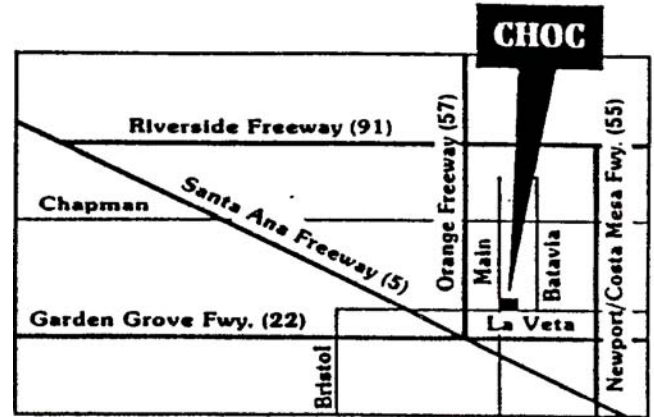 CHOC
Riverside Freeway (91)
Orange Freeway (57)
Newport/Costa Mesa Fwy. (55)
Chapman
Santa Ana Freeway (5)
Main
Batavia
La Veta
Garden Grove Fwy. (22)
Bristol